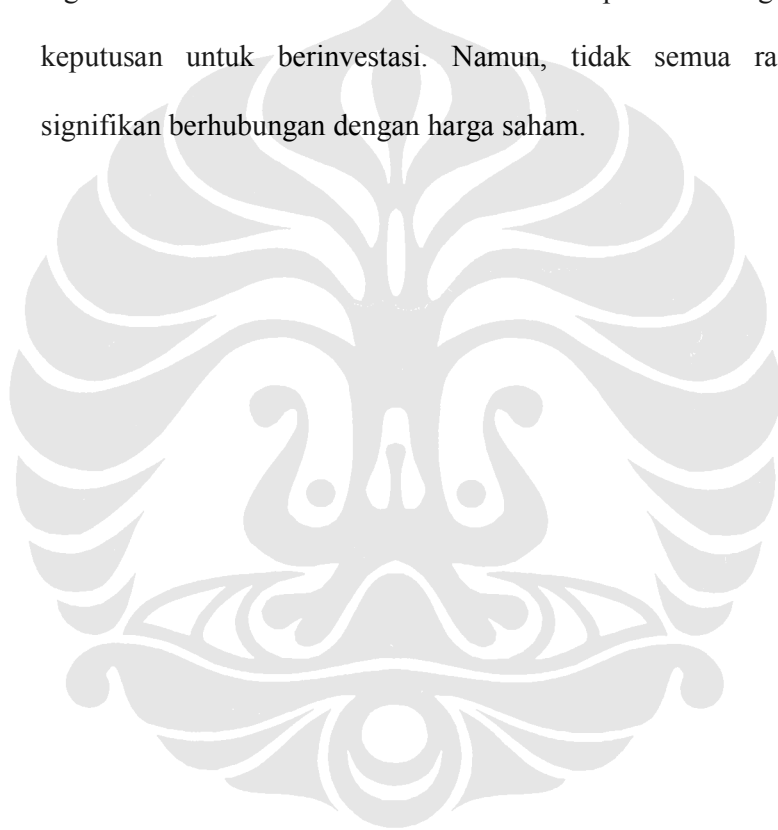 keputusan untuk berinvestasi. Namun, tidak semua ra
signifikan berhubungan dengan harga saham.